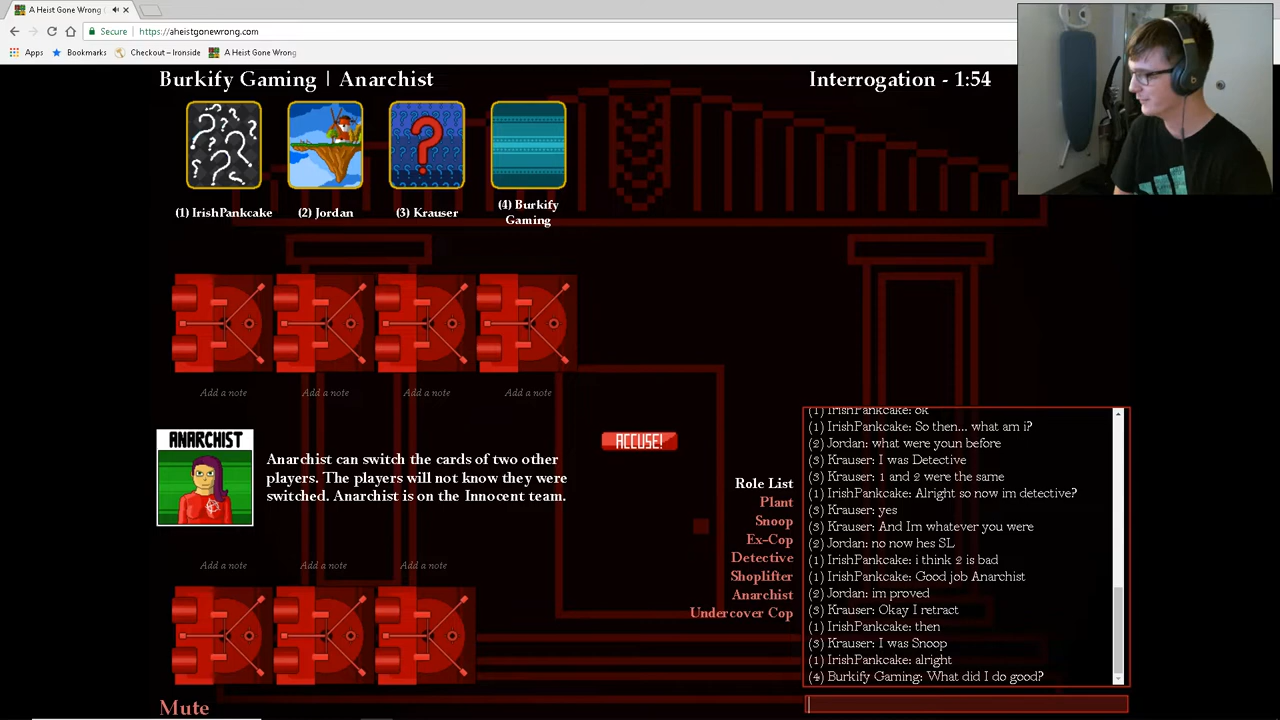 A Heist Gone Wrong
Secure | https://aheistgonewrong.com
Apps Bookmarks Checkout – Ironside A Heist Gone Wrong
Burkify Gaming | Anarchist
Interrogation - 1:54
(1) IrishPankcake (2) Jordan (3) Krauser (4) Burkify Gaming
Add a note Add a note Add a note Add a note
ANARCHIST
Anarchist can switch the cards of two other
players. The players will not know they were
switched. Anarchist is on the Innocent team.
ACCUSE!
Add a note Add a note Add a note
Role List
Plant
Snoop
Ex-Cop
Detective
Shoplifter
Anarchist
Undercover Cop
(1) IrishPankcake: ok
(1) IrishPankcake: So then... what am i?
(2) Jordan: what were youn before
(3) Krauser: I was Detective
(3) Krauser: 1 and 2 were the same
(1) IrishPankcake: Alright so now im detective?
(3) Krauser: yes
(3) Krauser: And Im whatever you were
(2) Jordan: no now hes SL
(1) IrishPankcake: i think 2 is bad
(1) IrishPankcake: Good job Anarchist
(2) Jordan: im proved
(3) Krauser: Okay I retract
(1) IrishPankcake: then
(3) Krauser: I was Snoop
(1) IrishPankcake: alright
(4) Burkify Gaming: What did I do good?
Mute